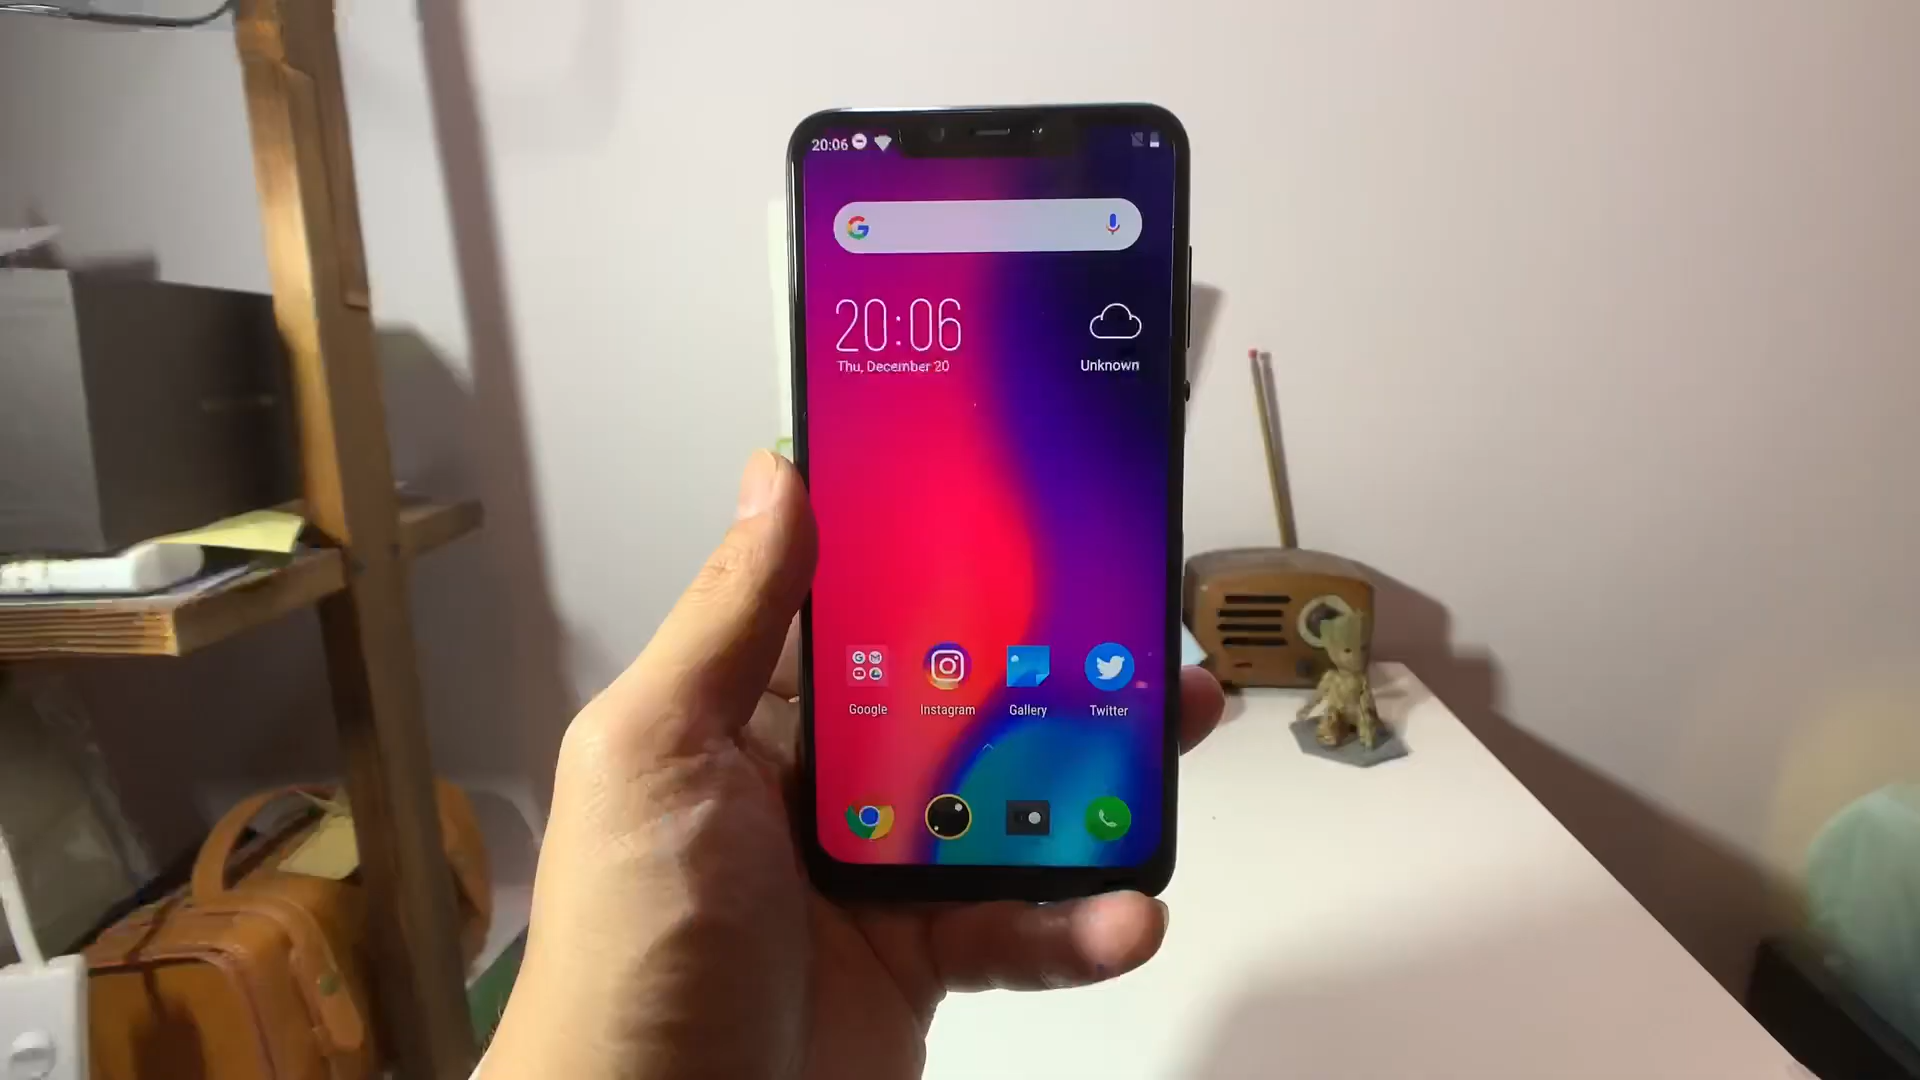 20:06
20:06
Thu, December 20
Unknown
Google
Instagram
Gallery
Twitter